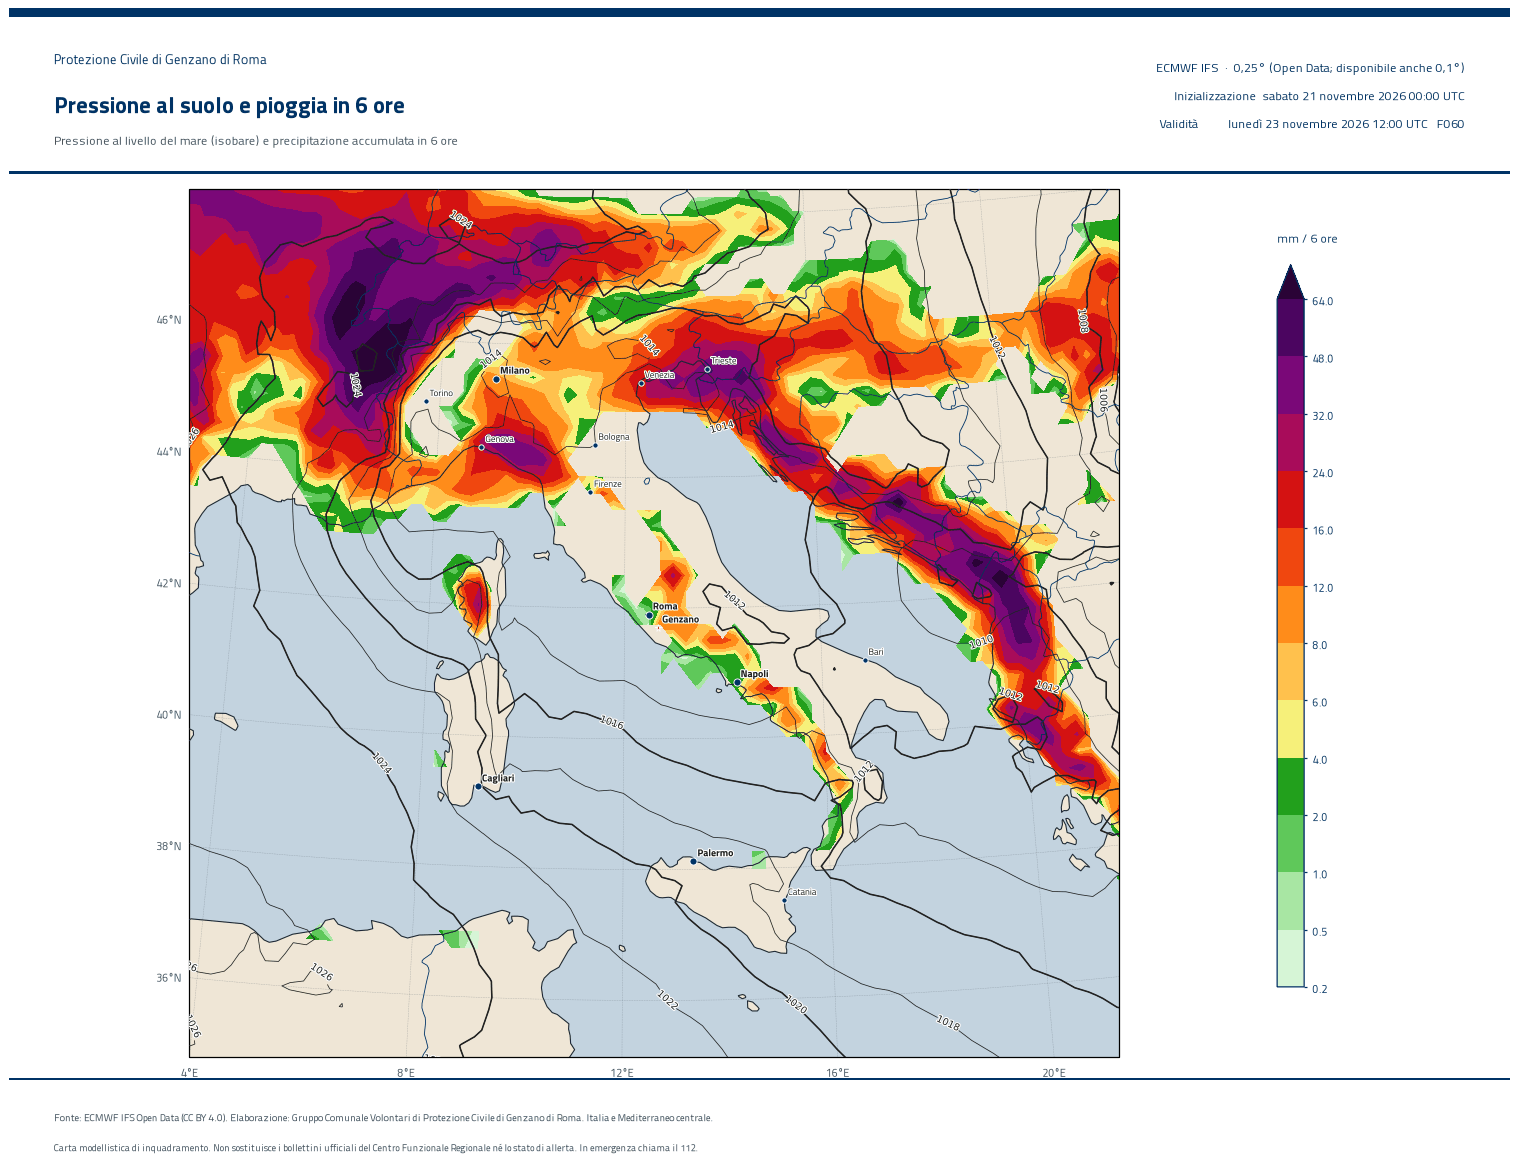 Protezione Civile di Genzano di Roma
Pressione al suolo e pioggia in 6 ore
Pressione al livello del mare (isobare) e precipitazione accumulata in 6 ore
ECMWF IFS · 0,25° (Open Data; disponibile anche 0,1°)
Inizializzazione sabato 21 novembre 2026 00:00 UTC
Validità lunedì 23 novembre 2026 12:00 UTC F060
mm / 6 ore
64.0
48.0
32.0
24.0
16.0
12.0
8.0
6.0
4.0
2.0
1.0
0.5
0.2
46°N
44°N
42°N
40°N
38°N
36°N
4°E
8°E
12°E
16°E
20°E
1024
1008
1014
1014
1012
Trieste
Milano
Venezia
1024
Torino
1006
1014
Genova
Bologna
Firenze
1012
Roma
Genzano
1010
Bari
Napoli
1012
1012
1016
1024
1012
Cagliari
Palermo
Catania
1026
1022
1020
1018
1026
Fonte: ECMWF IFS Open Data (CC BY 4.0). Elaborazione: Gruppo Comunale Volontari di Protezione Civile di Genzano di Roma. Italia e Mediterraneo centrale.
Carta modellistica di inquadramento. Non sostituisce i bollettini ufficiali del Centro Funzionale Regionale né lo stato di allerta. In emergenza chiama il 112.